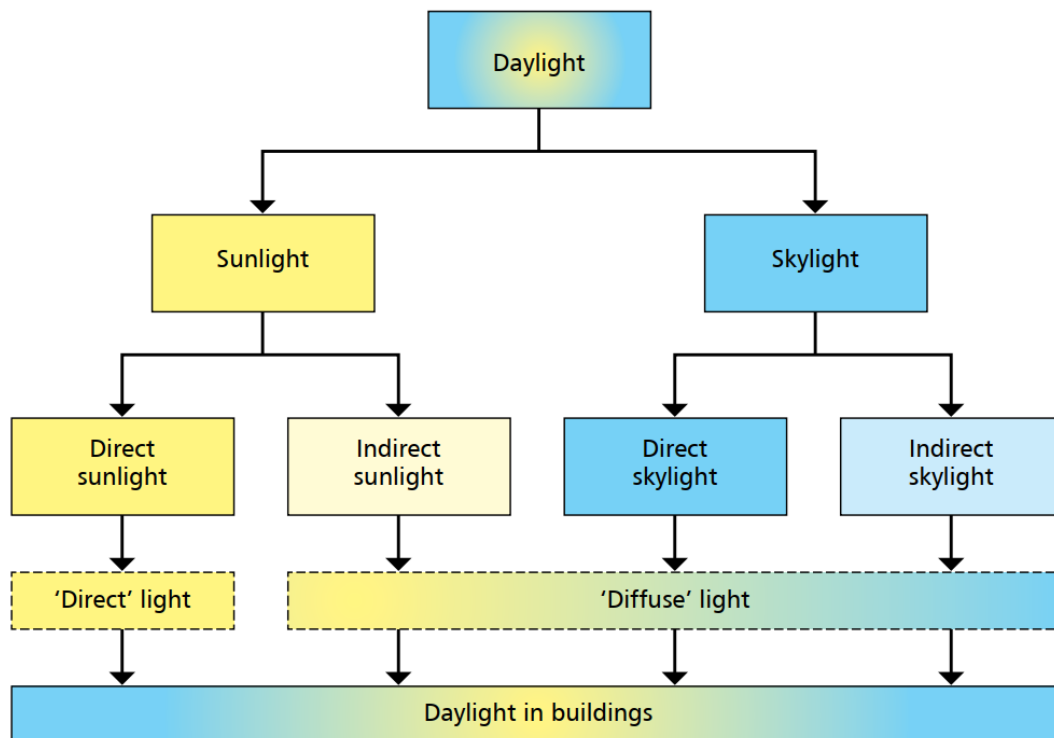 Daylight
Sunlight
Skylight
Direct
sunlight
Indirect
sunlight
Direct
skylight
Indirect
skylight
‘Direct’ light
‘Diffuse’ light
Daylight in buildings